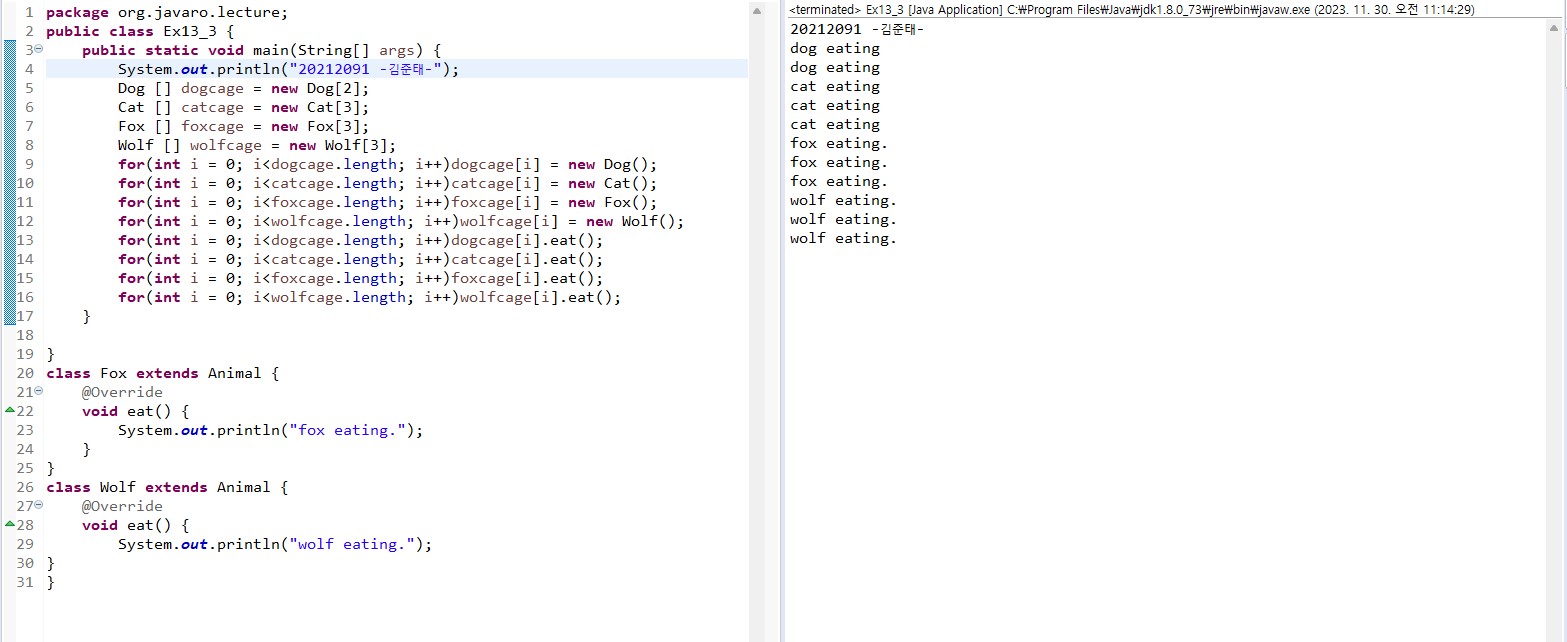 1 package org.javaro.lecture;
2 public class Ex13_3 {
3 public static void main(String[] args) {
4 System.out.println("20212091 -김준태-");
5 Dog [] dogcage = new Dog[2];
6 Cat [] catcage = new Cat[3];
7 Fox [] foxcage = new Fox[3];
8 Wolf [] wolfcage = new Wolf[3];
9 for(int i = 0; i<dogcage.length; i++)dogcage[i] = new Dog();
10 for(int i = 0; i<catcage.length; i++)catcage[i] = new Cat();
11 for(int i = 0; i<foxcage.length; i++)foxcage[i] = new Fox();
12 for(int i = 0; i<wolfcage.length; i++)wolfcage[i] = new Wolf();
13 for(int i = 0; i<dogcage.length; i++)dogcage[i].eat();
14 for(int i = 0; i<catcage.length; i++)catcage[i].eat();
15 for(int i = 0; i<foxcage.length; i++)foxcage[i].eat();
16 for(int i = 0; i<wolfcage.length; i++)wolfcage[i].eat();
17 }
18
19 }
20 class Fox extends Animal {
21 @Override
22 void eat() {
23 System.out.println("fox eating.");
24 }
25 }
26 class Wolf extends Animal {
27 @Override
28 void eat() {
29 System.out.println("wolf eating.");
30 }
31 }
<terminated> Ex13_3 [Java Application] C:₩Program Files₩Java₩jdk1.8.0_73₩jre₩bin₩javaw.exe (2023. 11. 30. 오전 11:14:29)
20212091 -김준태-
dog eating
dog eating
cat eating
cat eating
cat eating
fox eating.
fox eating.
fox eating.
wolf eating.
wolf eating.
wolf eating.